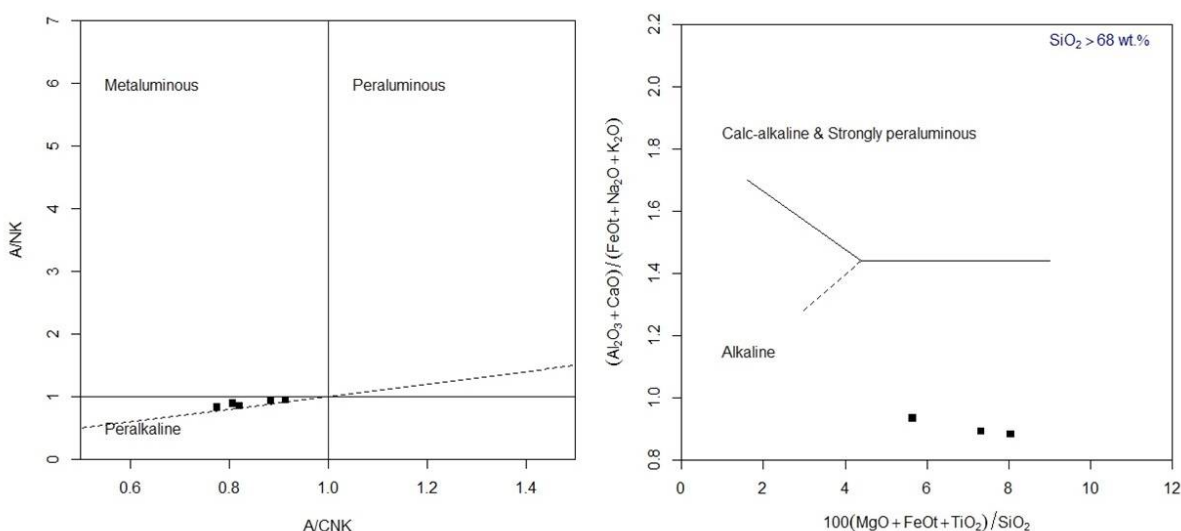 7
6
5
4
3
2
1
0
A/NK
Metaluminous
Peraluminous
Peralkaline
0.6 0.8 1.0 1.2 1.4
A/CNK
2.2
2.0
1.8
1.6
1.4
1.2
1.0
0.8
(Al₂O₃ + CaO)/(FeOt + Na₂O + K₂O)
SiO₂ > 68 wt.%
Calc-alkaline & Strongly peraluminous
Alkaline
0 2 4 6 8 10 12
100(MgO + FeOt + TiO₂)/SiO₂